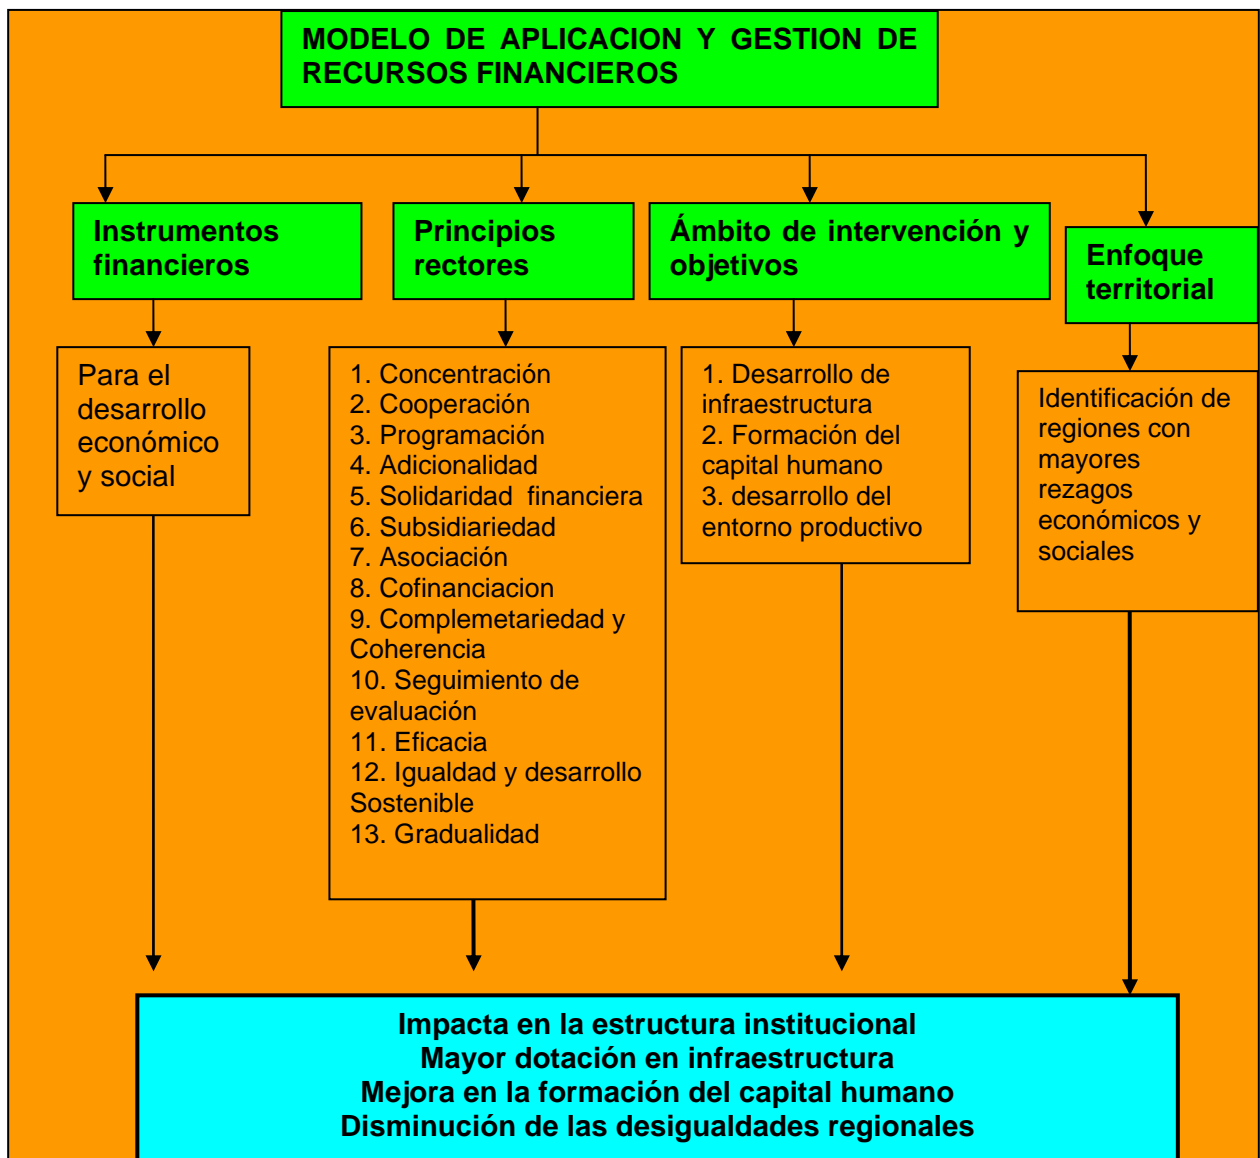 MODELO DE APLICACION Y GESTION DE
RECURSOS FINANCIEROS
Instrumentos
financieros
Principios
rectores
Ámbito de intervención y
objetivos
Enfoque
territorial
Para el
desarrollo
económico
y social
1. Concentración
2. Cooperación
3. Programación
4. Adicionalidad
5. Solidaridad financiera
6. Subsidiariedad
7. Asociación
8. Cofinanciacion
9. Complemetariedad y
Coherencia
10. Seguimiento de
evaluación
11. Eficacia
12. Igualdad y desarrollo
Sostenible
13. Gradualidad
1. Desarrollo de
infraestructura
2. Formación del
capital humano
3. desarrollo del
entorno productivo
Identificación de
regiones con
mayores
rezagos
económicos y
sociales
Impacta en la estructura institucional
Mayor dotación en infraestructura
Mejora en la formación del capital humano
Disminución de las desigualdades regionales